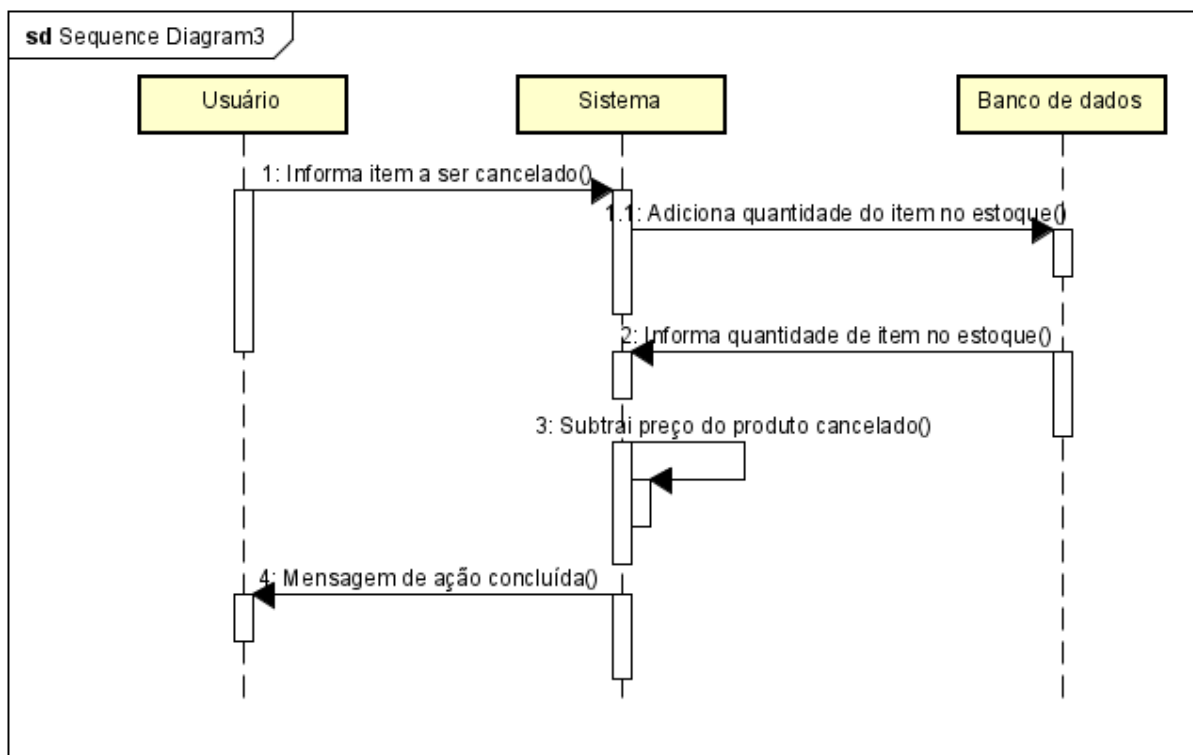 sd Sequence Diagram3
Usuário
Sistema
Banco de dados
1: Informa item a ser cancelado()
1.1: Adiciona quantidade do item no estoque()
2: Informa quantidade de item no estoque()
3: Subtrai preço do produto cancelado()
4: Mensagem de ação concluída()